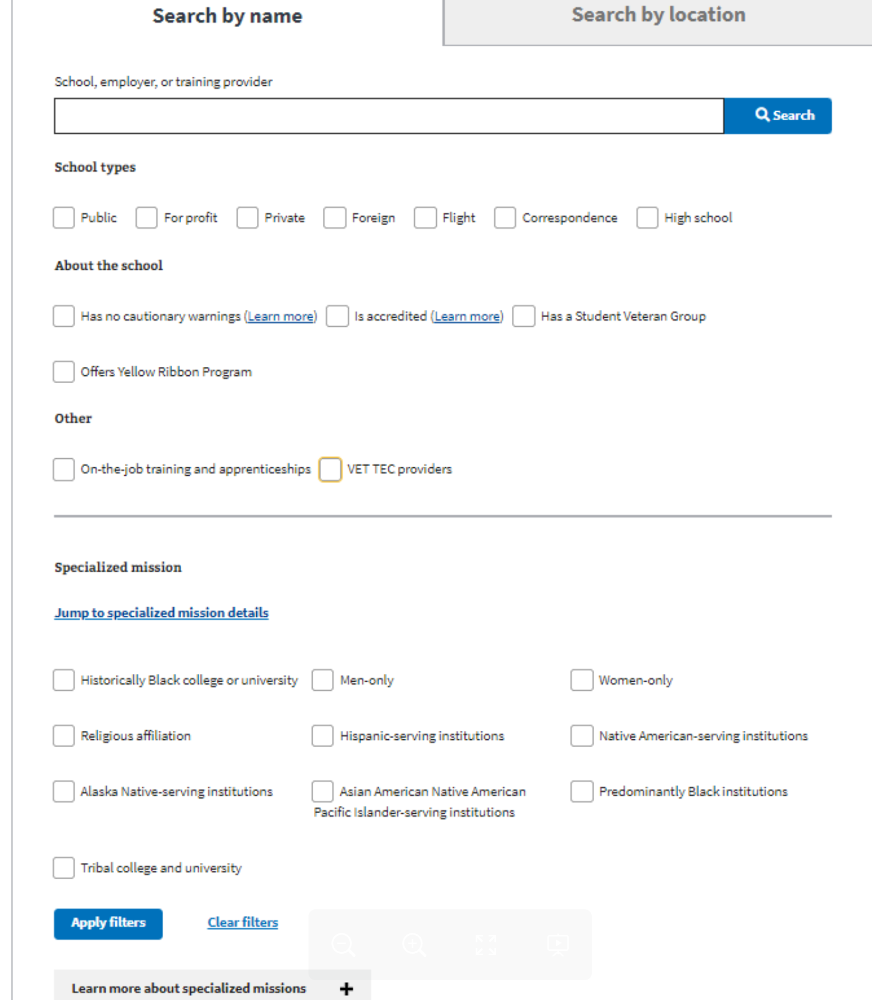 Search by name Search by location
School, employer, or training provider
Search
School types
Public For profit Private Foreign Flight Correspondence High school
About the school
Has no cautionary warnings (Learn more) Is accredited (Learn more) Has a Student Veteran Group
Offers Yellow Ribbon Program
Other
On-the-job training and apprenticeships VET TEC providers
Specialized mission
Jump to specialized mission details
Historically Black college or university Men-only Women-only
Religious affiliation Hispanic-serving institutions Native American-serving institutions
Alaska Native-serving institutions Asian American Native American Predominantly Black institutions
Pacific Islander-serving institutions
Tribal college and university
Apply filters Clear filters
Learn more about specialized missions +